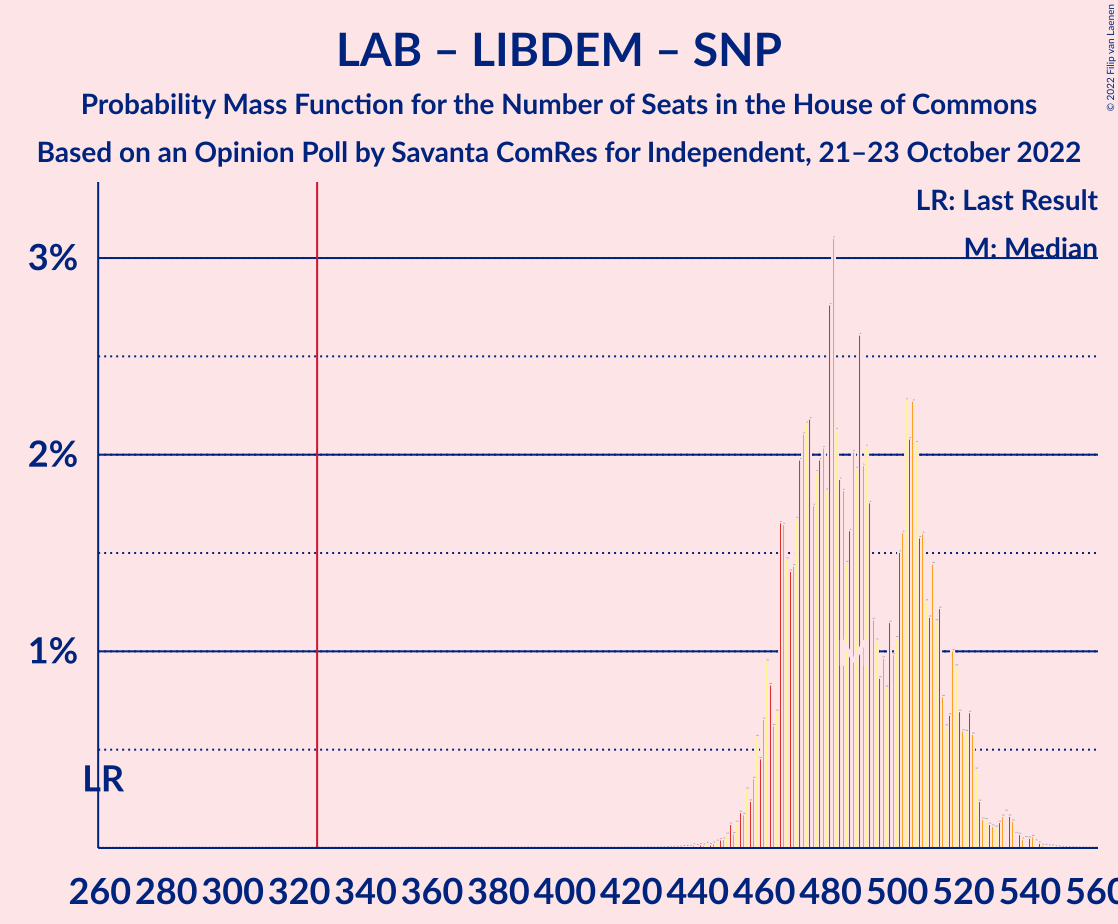 LAB – LIBDEM – SNP
Probability Mass Function for the Number of Seats in the House of Commons
Based on an Opinion Poll by Savanta ComRes for Independent, 21–23 October 2022
© 2022 Filip van Laenen
LR: Last Result
M: Median
3%
2%
1%
LR
260 280 300 320 340 360 380 400 420 440 460 480 500 520 540 560